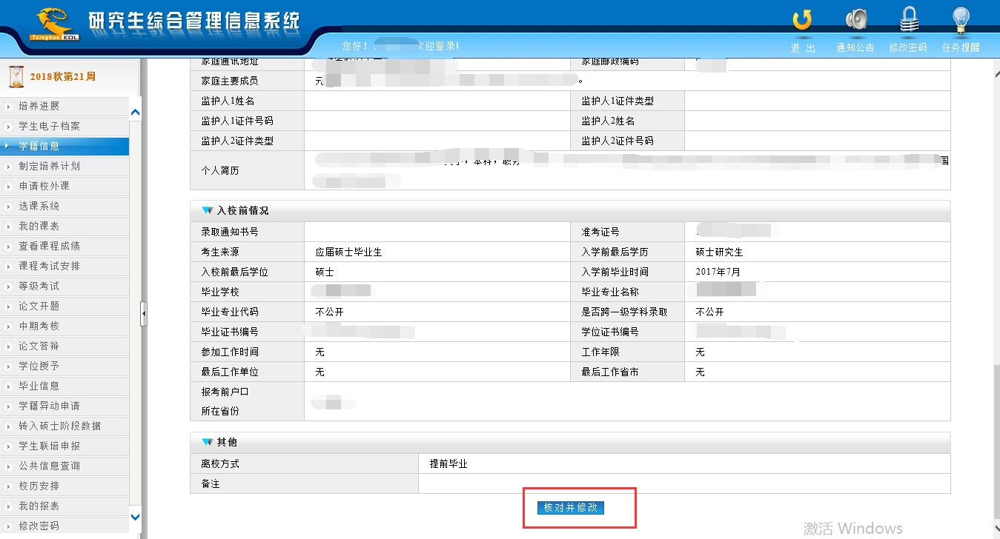 研究生综合管理信息系统
Tsinghua EOL
您好！ 欢迎登录!
退 出 通知公告 修改密码 任务提醒
2018秋第21周
培养进展
学生电子档案
学籍信息
制定培养计划
申请校外课
选课系统
我的课表
查看课程成绩
课程考试安排
等级考试
论文开题
中期考核
论文答辩
学位授予
毕业信息
学籍异动申请
转入硕士阶段数据
学生联培申报
公共信息查询
校历安排
我的报表
修改密码
家庭通讯地址 家庭邮政编码
家庭主要成员 元 。
监护人1姓名 监护人1证件类型
监护人1证件号码 监护人2姓名
监护人2证件类型 监护人2证件号码
个人简历 ，本科，职务 国
入校前情况
录取通知书号 准考证号
考生来源 应届硕士毕业生 入学前最后学历 硕士研究生
入校前最后学位 硕士 入学前毕业时间 2017年7月
毕业学校 毕业专业名称
毕业专业代码 不公开 是否跨一级学科录取 不公开
毕业证书编号 学位证书编号
参加工作时间 无 工作年限 无
最后工作单位 无 最后工作省市 无
报考前户口
所在省份
其他
离校方式 提前毕业
备注
核对并修改
激活 Windows